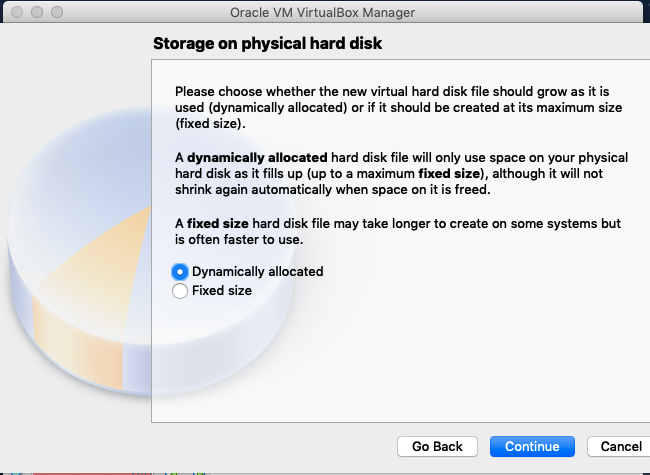 Oracle VM VirtualBox Manager
Storage on physical hard disk
Please choose whether the new virtual hard disk file should grow as it is
used (dynamically allocated) or if it should be created at its maximum size
(fixed size).
A dynamically allocated hard disk file will only use space on your physical
hard disk as it fills up (up to a maximum fixed size), although it will not
shrink again automatically when space on it is freed.
A fixed size hard disk file may take longer to create on some systems but
is often faster to use.
Dynamically allocated
Fixed size
Go Back
Continue
Cancel